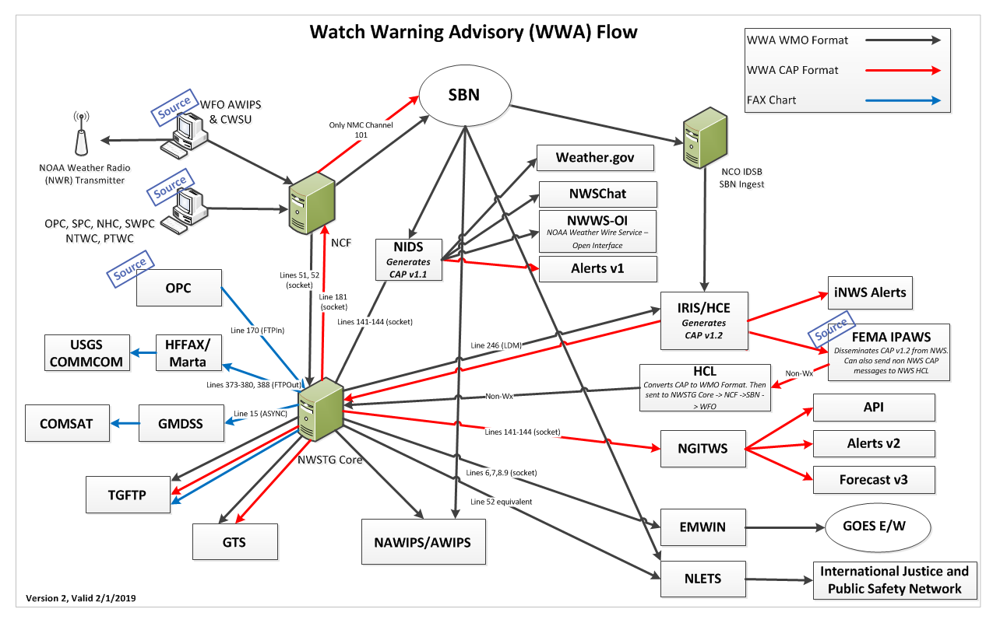 Watch Warning Advisory (WWA) Flow
WWA WMO Format
WWA CAP Format
FAX Chart
SBN
Source
WFO AWIPS
& CWSU
Only NMC Channel
101
NOAA Weather Radio
(NWR) Transmitter
Source
OPC, SPC, NHC, SWPC
NTWC, PTWC
NCF
NCO IDSB
SBN Ingest
Weather.gov
NWSChat
NWWS-OI
NOAA Weather Wire Service –
Open Interface
Alerts v1
NIDS
Generates
CAP v1.1
Source
OPC
Lines 51, 52
(socket)
Line 181
(socket)
Lines 141-144 (socket)
Line 170 (FTPIn)
IRIS/HCE
Generates
CAP v1.2
iNWS Alerts
Source
FEMA IPAWS
Disseminates CAP v1.2 from NWS.
Can also send non NWS CAP
messages to NWS HCL
USGS
COMMCOM
HFFAX/
Marta
Line 246 (LDM)
Lines 373-380, 388 (FTPOut)
HCL
Converts CAP to WMO Format. Then
sent to NWSTG Core -> NCF ->SBN -
> WFO
Non-Wx
Non-Wx
COMSAT
GMDSS
Line 15 (ASYNC)
API
Lines 141-144 (socket)
NGITWS
Alerts v2
Forecast v3
NWSTG Core
Lines 6,7,8.9 (socket)
TGFTP
Line 52 equivalent
GTS
NAWIPS/AWIPS
EMWIN
GOES E/W
NLETS
International Justice and
Public Safety Network
Version 2, Valid 2/1/2019